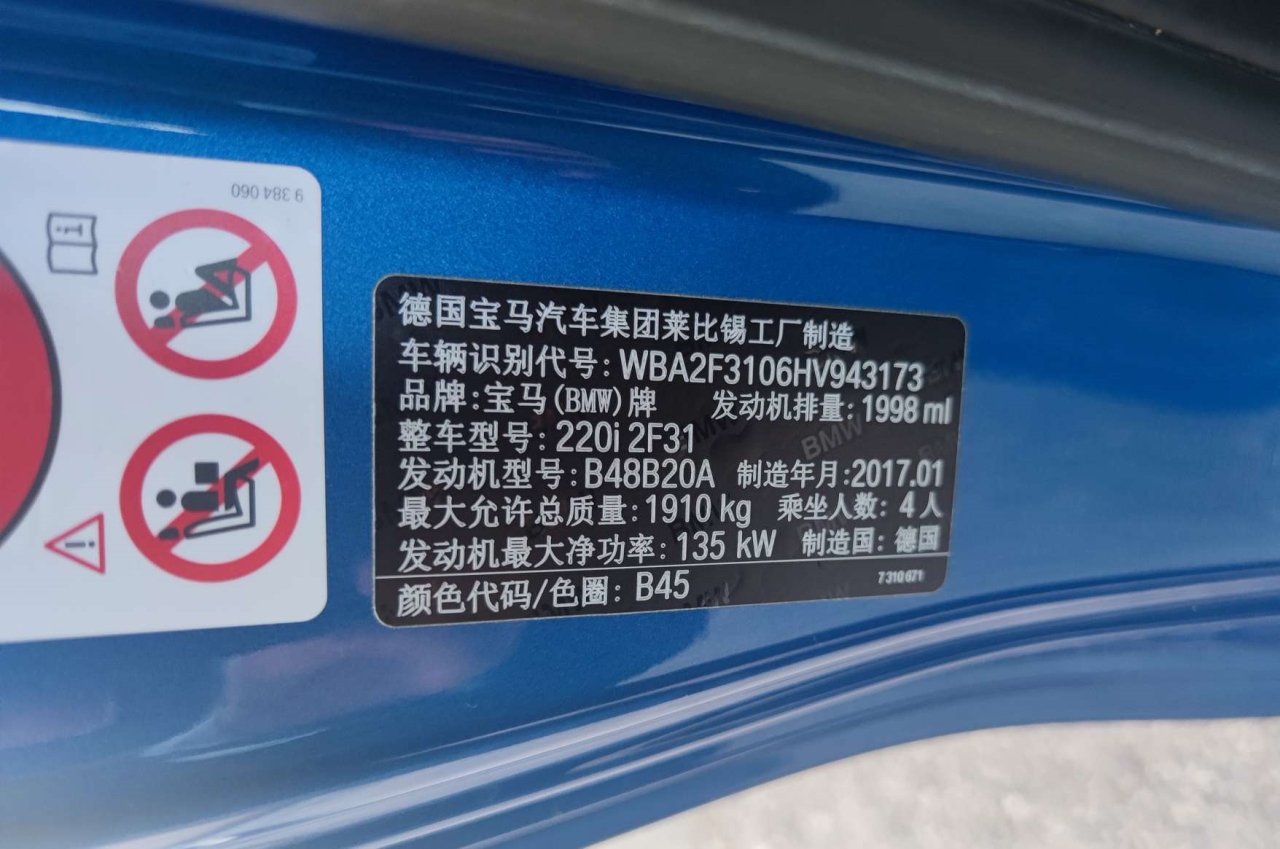 9 384 060
德国宝马汽车集团莱比锡工厂制造
车辆识别代号: WBA2F3106HV943173
品牌: 宝马(BMW)牌 发动机排量: 1998 ml
整车型号: 220i 2F31
发动机型号: B48B20A 制造年月: 2017.01
最大允许总质量: 1910 kg 乘坐人数: 4 人
发动机最大净功率: 135 kW 制造国: 德国
颜色代码/色圈: B45
7 310 671